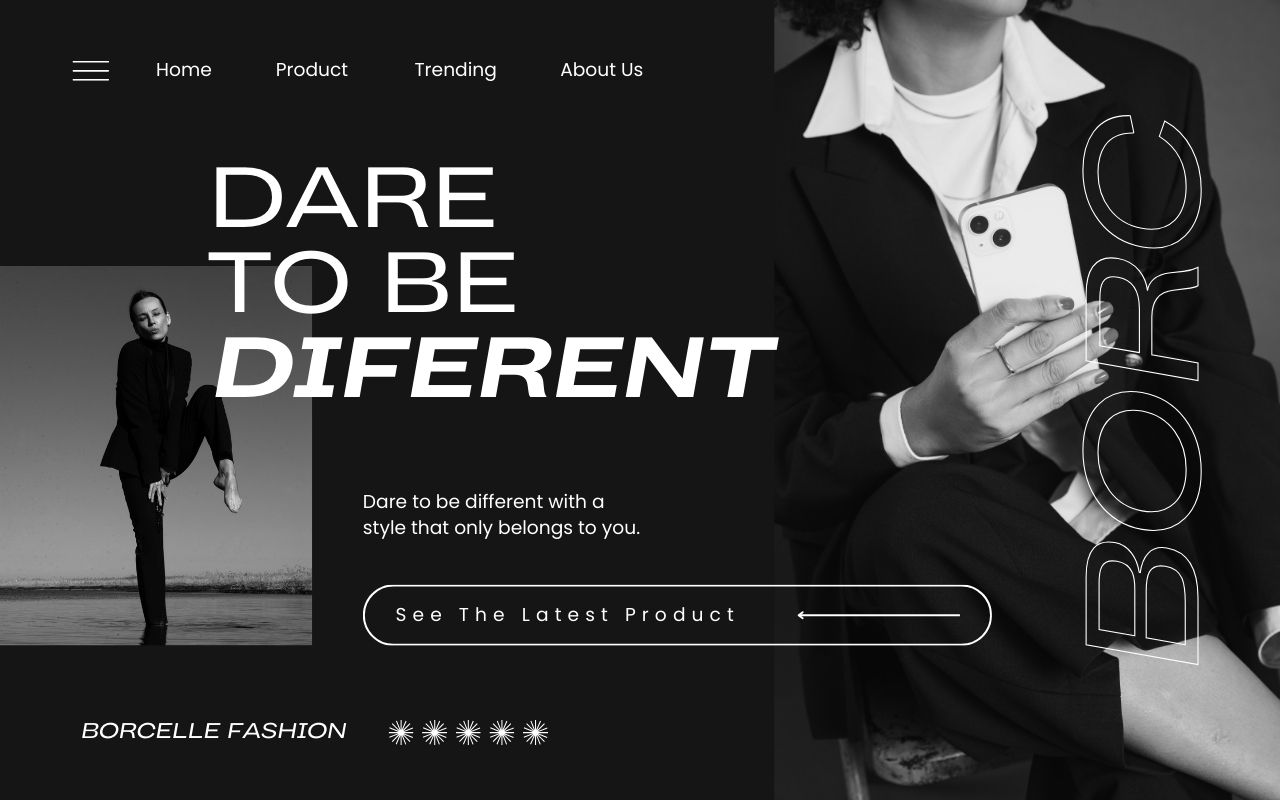 Home Product Trending About Us
DARE
TO BE
DIFERENT
Dare to be different with a
style that only belongs to you.
See The Latest Product
BORCELLE FASHION
BORC